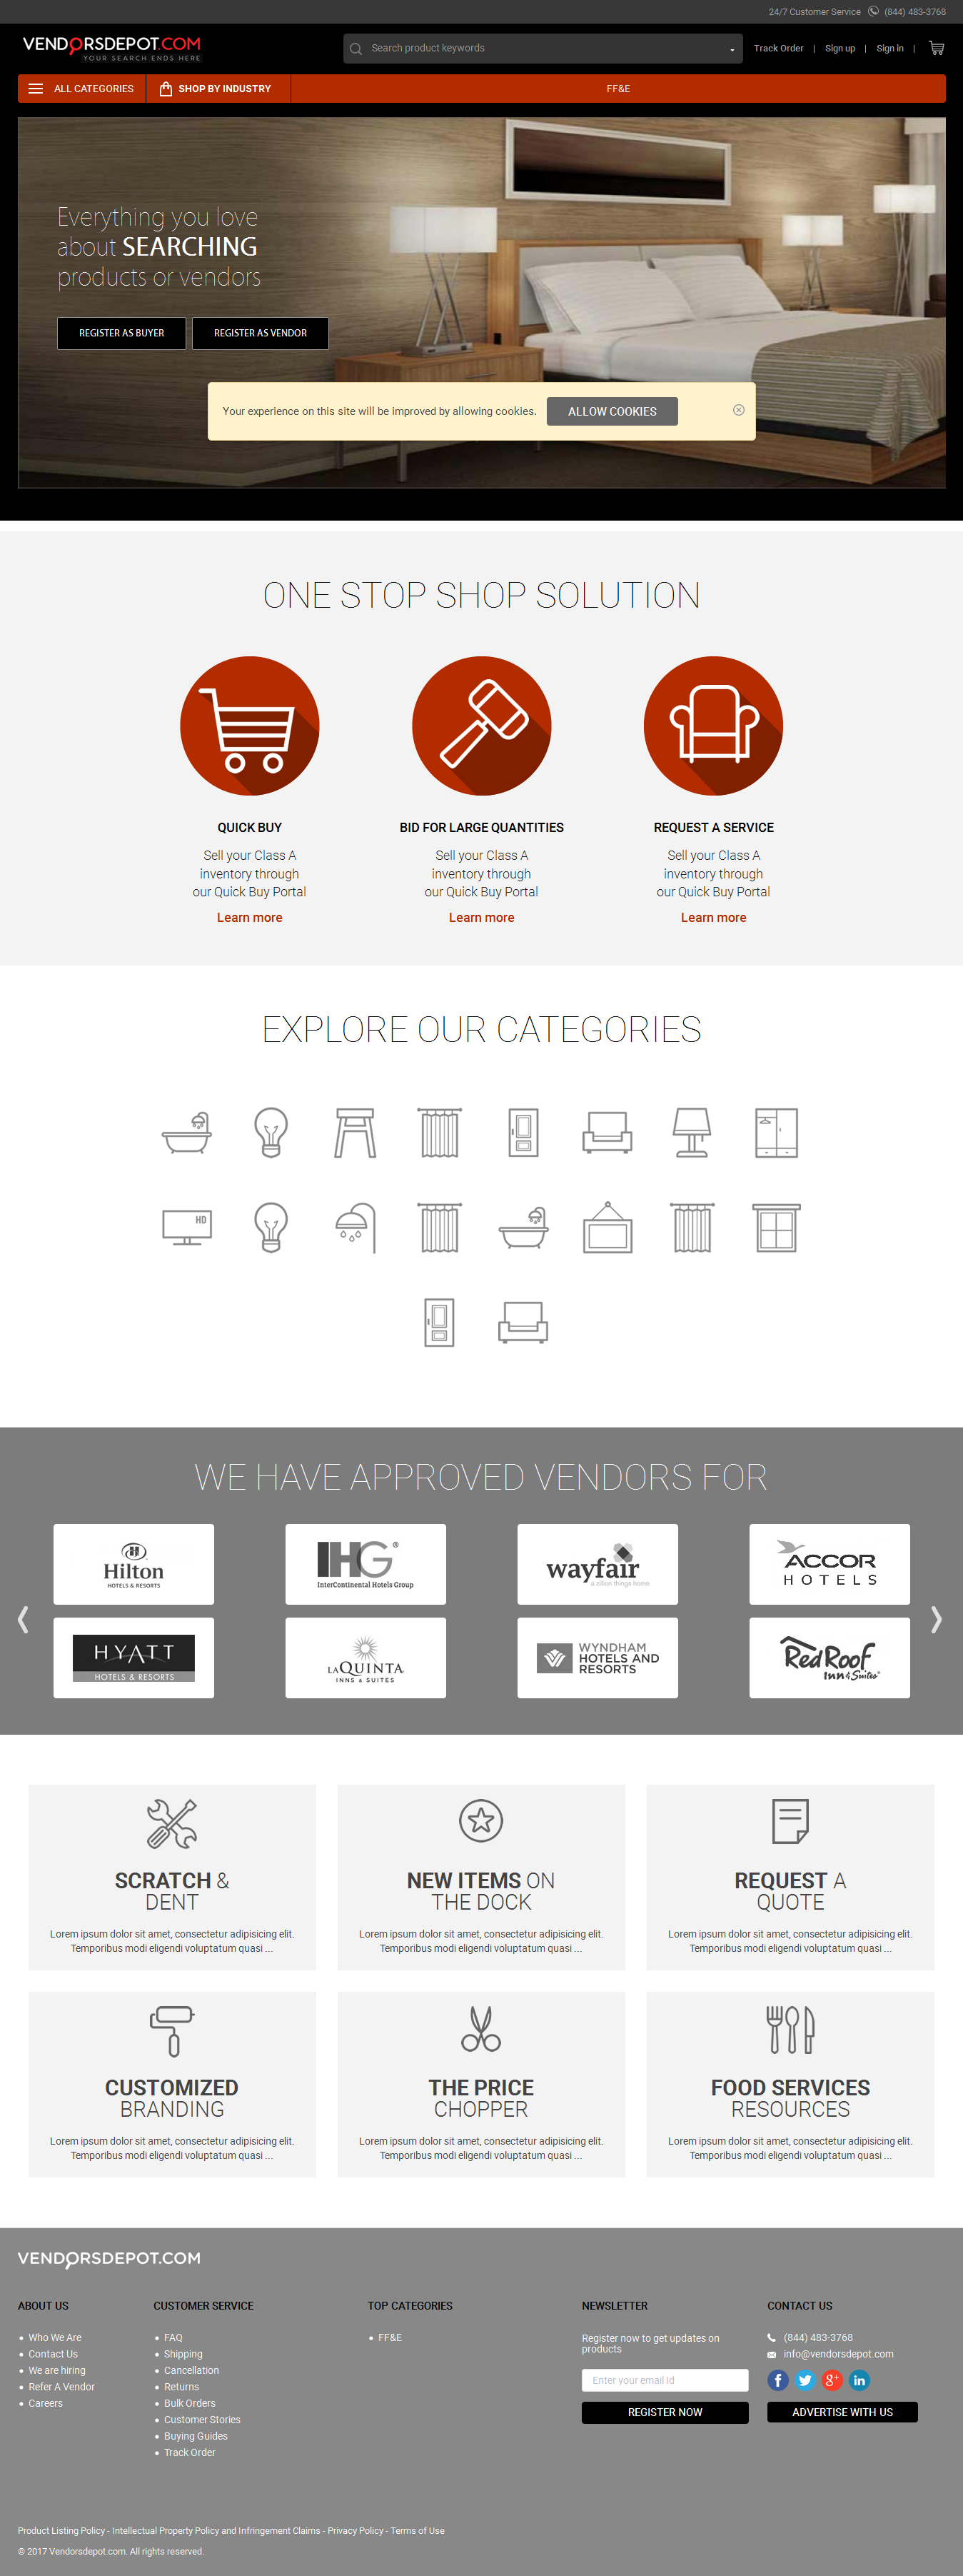 24/7 Customer Service (844) 483-3768
VENDORSDEPOT.COM
YOUR SEARCH ENDS HERE
Search product keywords
Track Order | Sign up | Sign in |
ALL CATEGORIES
SHOP BY INDUSTRY
FF&E
Everything you love
about SEARCHING
products or vendors
REGISTER AS BUYER
REGISTER AS VENDOR
Your experience on this site will be improved by allowing cookies.
ALLOW COOKIES
ONE STOP SHOP SOLUTION
QUICK BUY
Sell your Class A
inventory through
our Quick Buy Portal
Learn more
BID FOR LARGE QUANTITIES
Sell your Class A
inventory through
our Quick Buy Portal
Learn more
REQUEST A SERVICE
Sell your Class A
inventory through
our Quick Buy Portal
Learn more
EXPLORE OUR CATEGORIES
HD
WE HAVE APPROVED VENDORS FOR
Hilton
HOTELS & RESORTS
IHG®
InterContinental Hotels Group
wayfair
a zillion things home
ACCOR
HOTELS
HYATT
HOTELS & RESORTS
LAQUINTA
INNS & SUITES
WYNDHAM
HOTELS AND
RESORTS
Red Roof
Inn & Suites®
SCRATCH &
DENT
Lorem ipsum dolor sit amet, consectetur adipisicing elit.
Temporibus modi eligendi voluptatum quasi ...
NEW ITEMS ON
THE DOCK
Lorem ipsum dolor sit amet, consectetur adipisicing elit.
Temporibus modi eligendi voluptatum quasi ...
REQUEST A
QUOTE
Lorem ipsum dolor sit amet, consectetur adipisicing elit.
Temporibus modi eligendi voluptatum quasi ...
CUSTOMIZED
BRANDING
Lorem ipsum dolor sit amet, consectetur adipisicing elit.
Temporibus modi eligendi voluptatum quasi ...
THE PRICE
CHOPPER
Lorem ipsum dolor sit amet, consectetur adipisicing elit.
Temporibus modi eligendi voluptatum quasi ...
FOOD SERVICES
RESOURCES
Lorem ipsum dolor sit amet, consectetur adipisicing elit.
Temporibus modi eligendi voluptatum quasi ...
VENDORSDEPOT.COM
ABOUT US
Who We Are
Contact Us
We are hiring
Refer A Vendor
Careers
CUSTOMER SERVICE
FAQ
Shipping
Cancellation
Returns
Bulk Orders
Customer Stories
Buying Guides
Track Order
TOP CATEGORIES
FF&E
NEWSLETTER
Register now to get updates on
products
Enter your email Id
REGISTER NOW
CONTACT US
(844) 483-3768
info@vendorsdepot.com
f
g+
in
ADVERTISE WITH US
Product Listing Policy - Intellectual Property Policy and Infringement Claims - Privacy Policy - Terms of Use
© 2017 Vendorsdepot.com. All rights reserved.